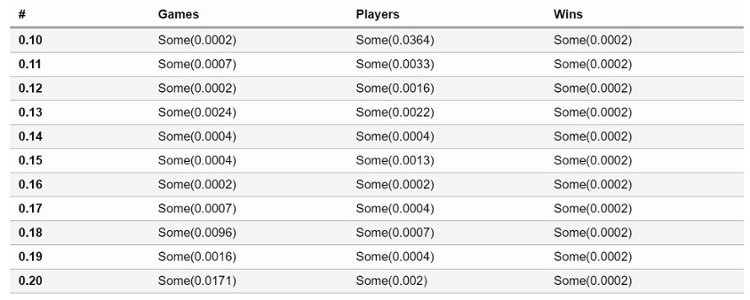 # Games Players Wins
0.10 Some(0.0002) Some(0.0364) Some(0.0002)
0.11 Some(0.0007) Some(0.0033) Some(0.0002)
0.12 Some(0.0002) Some(0.0016) Some(0.0002)
0.13 Some(0.0024) Some(0.0022) Some(0.0002)
0.14 Some(0.0004) Some(0.0004) Some(0.0002)
0.15 Some(0.0004) Some(0.0013) Some(0.0002)
0.16 Some(0.0002) Some(0.0002) Some(0.0002)
0.17 Some(0.0007) Some(0.0004) Some(0.0002)
0.18 Some(0.0096) Some(0.0007) Some(0.0002)
0.19 Some(0.0016) Some(0.0004) Some(0.0002)
0.20 Some(0.0171) Some(0.002) Some(0.0002)